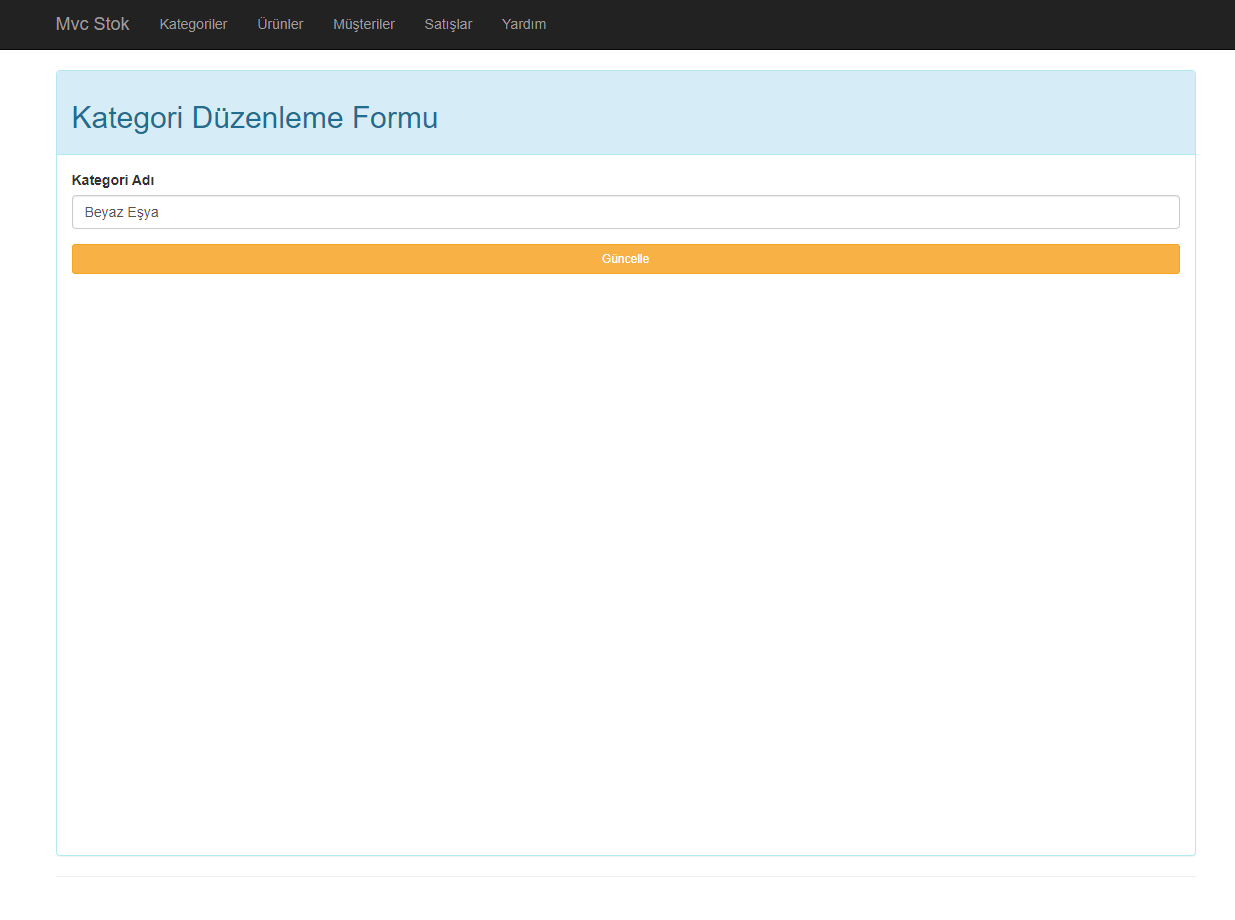 Mvc Stok Kategoriler Ürünler Müşteriler Satışlar Yardım
Kategori Düzenleme Formu
Kategori Adı
Beyaz Eşya
Güncelle